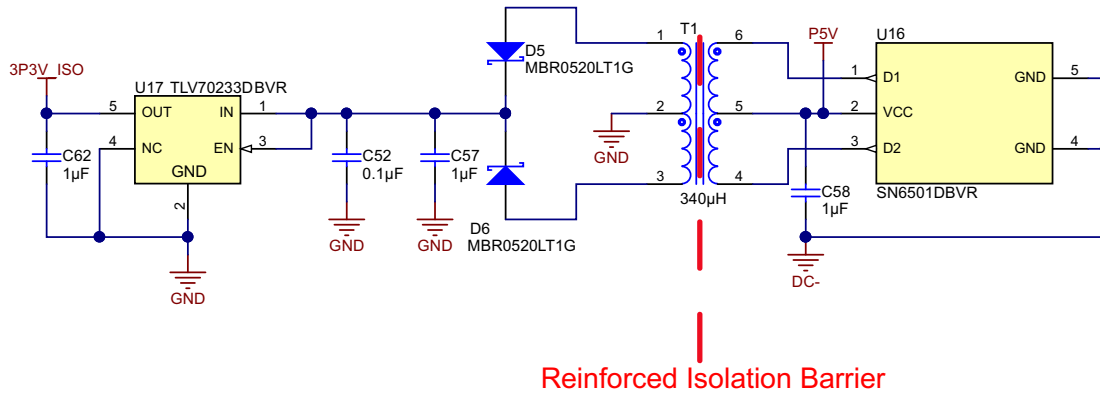 3P3V_ISO
U17 TLV70233DBVR
5 OUT IN 1
4 NC EN 3
GND
2
C62
1µF
GND
C52
0.1µF
GND
C57
1µF
GND
D5
MBR0520LT1G
D6
MBR0520LT1G
GND
T1
1 6
2 5
3 4
340µH
P5V
U16
1 D1 GND 5
2 VCC
3 D2 GND 4
SN6501DBVR
C58
1µF
DC-
Reinforced Isolation Barrier